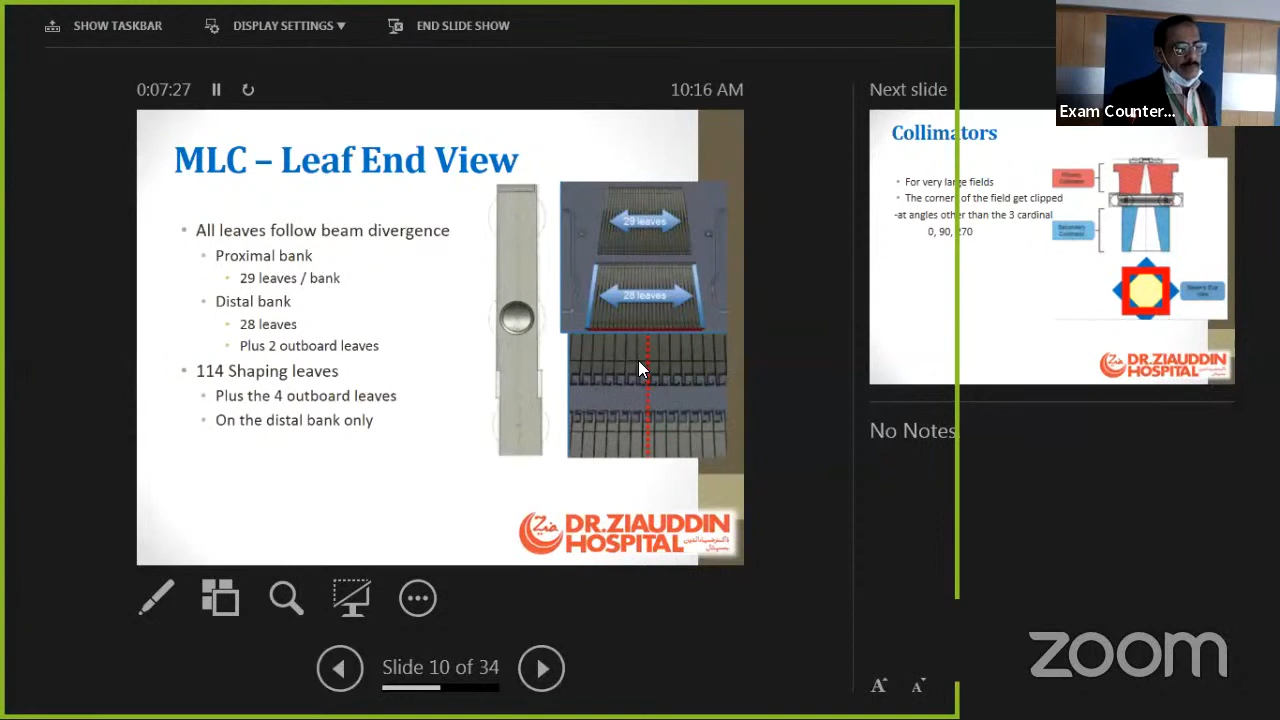 SHOW TASKBAR
DISPLAY SETTINGS
END SLIDE SHOW
0:07:27
10:16 AM
MLC – Leaf End View
All leaves follow beam divergence
Proximal bank
29 leaves / bank
Distal bank
28 leaves
Plus 2 outboard leaves
114 Shaping leaves
Plus the 4 outboard leaves
On the distal bank only
29 leaves
28 leaves
DR.ZIAUDDIN
HOSPITAL
Slide 10 of 34
Next slide
Exam Counter...
Collimators
For very large fields
The corners of the field get clipped
-at angles other than the 3 cardinal
0, 90, 270
DR.ZIAUDDIN
HOSPITAL
No Notes
A A
zoom